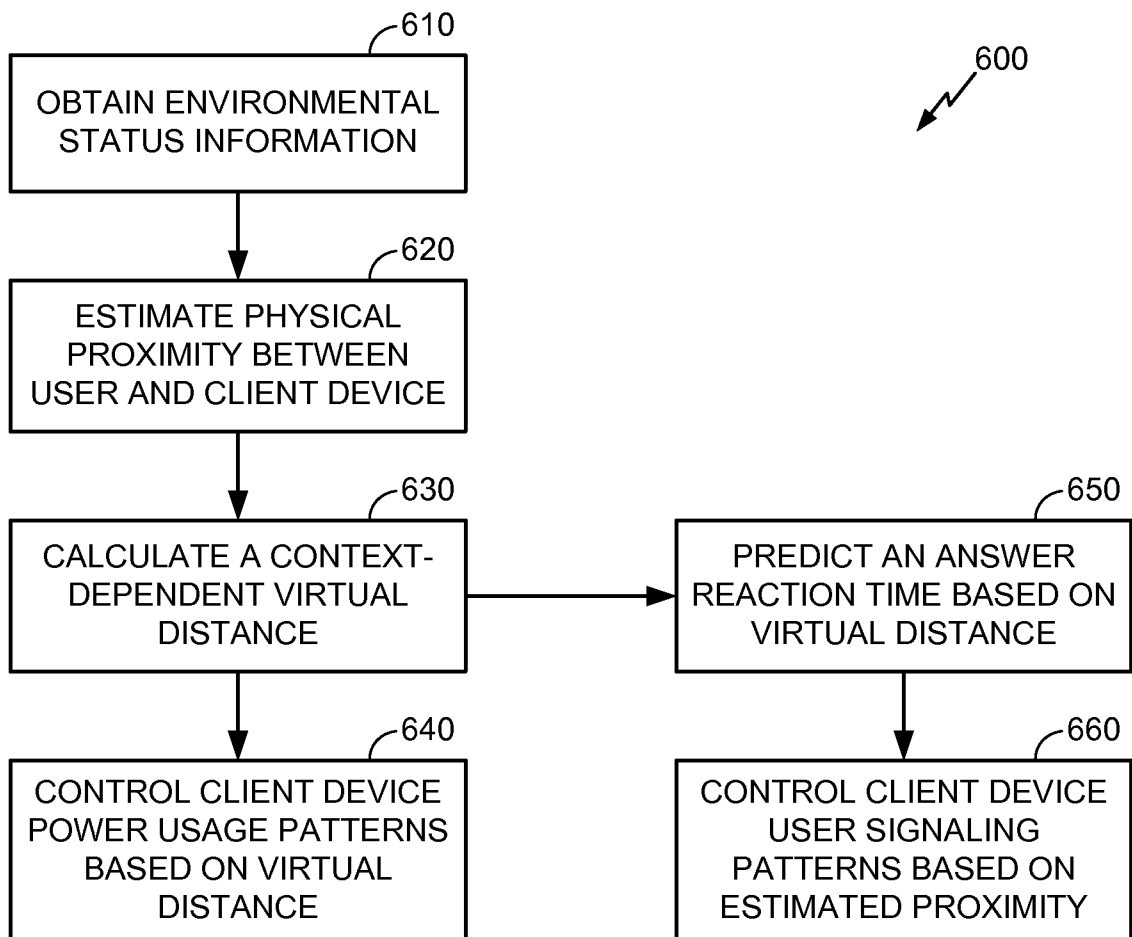 610
OBTAIN ENVIRONMENTAL
STATUS INFORMATION
600
620
ESTIMATE PHYSICAL
PROXIMITY BETWEEN
USER AND CLIENT DEVICE
630
CALCULATE A CONTEXT-
DEPENDENT VIRTUAL
DISTANCE
650
PREDICT AN ANSWER
REACTION TIME BASED ON
VIRTUAL DISTANCE
640
CONTROL CLIENT DEVICE
POWER USAGE PATTERNS
BASED ON VIRTUAL
DISTANCE
660
CONTROL CLIENT DEVICE
USER SIGNALING
PATTERNS BASED ON
ESTIMATED PROXIMITY